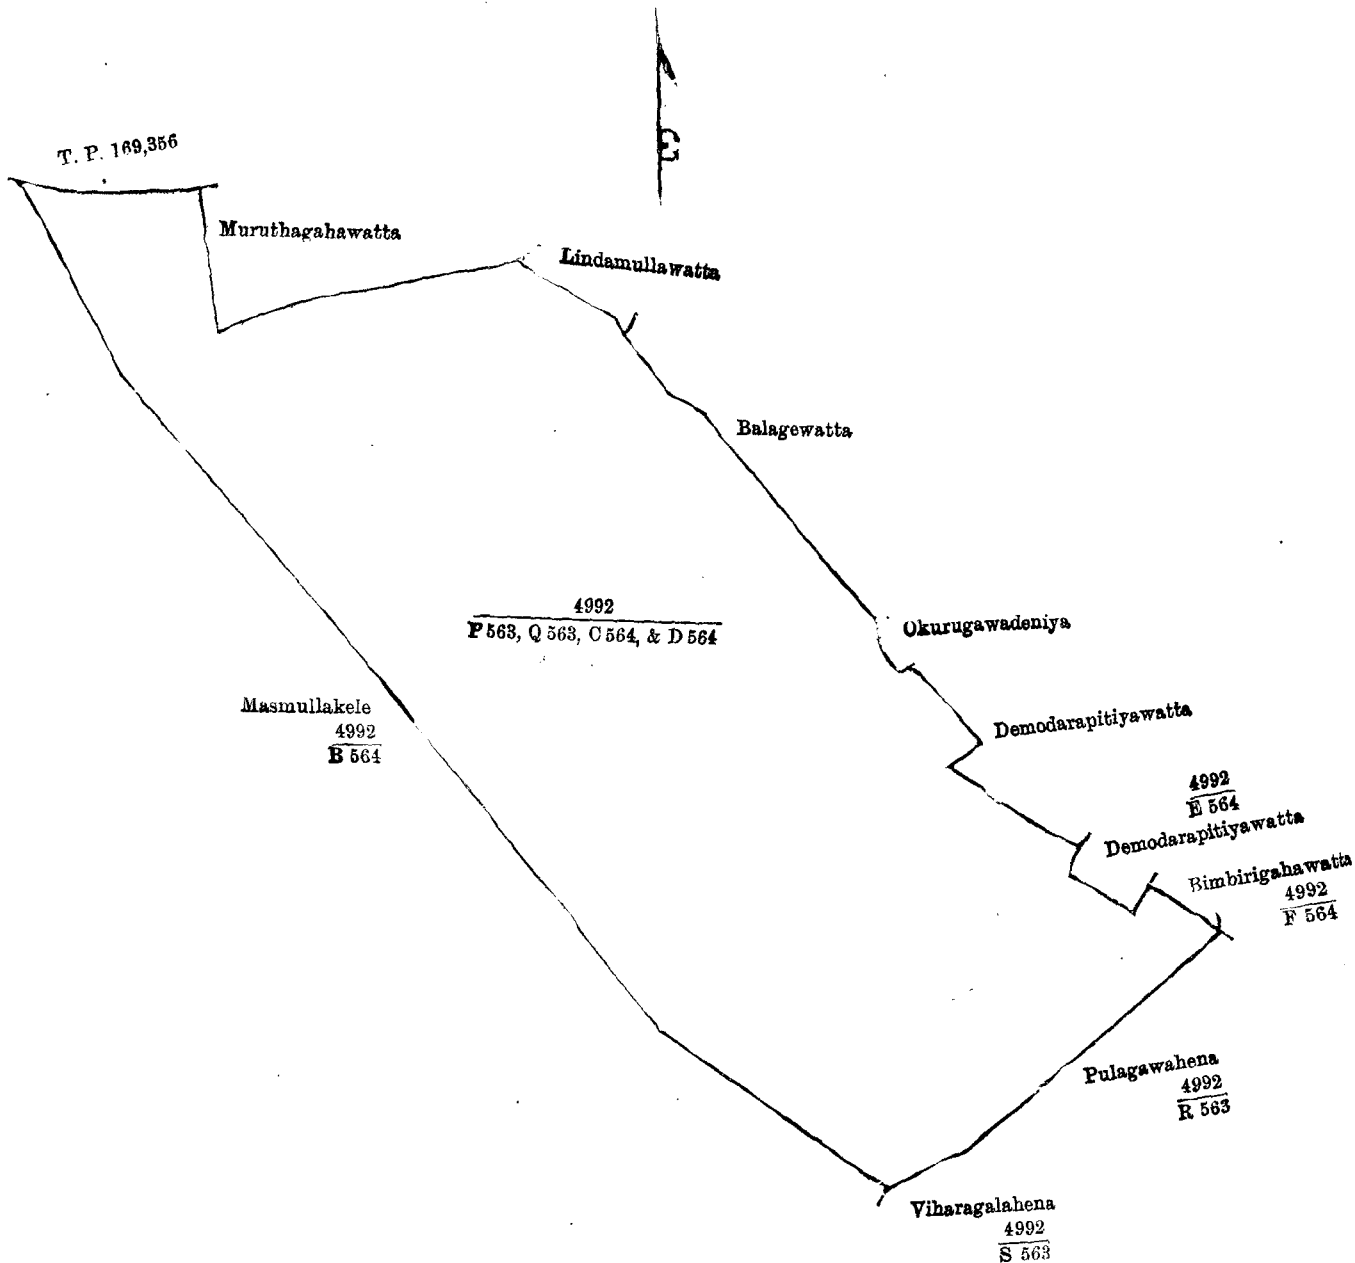 T. P. 169,356
Muruthagahawatta
Lindamullawatta
Balagewatta
4992
P 563, Q 563, C 564, & D 564
Okurugawadeniya
Masmullakele
4992
B 564
Demodarapitiyawatta
4992
E 564
Demodarapitiyawatta
Bimbirigahawatta
4992
F 564
Pulagawahena
4992
R 563
Viharagalahena
4992
S 563